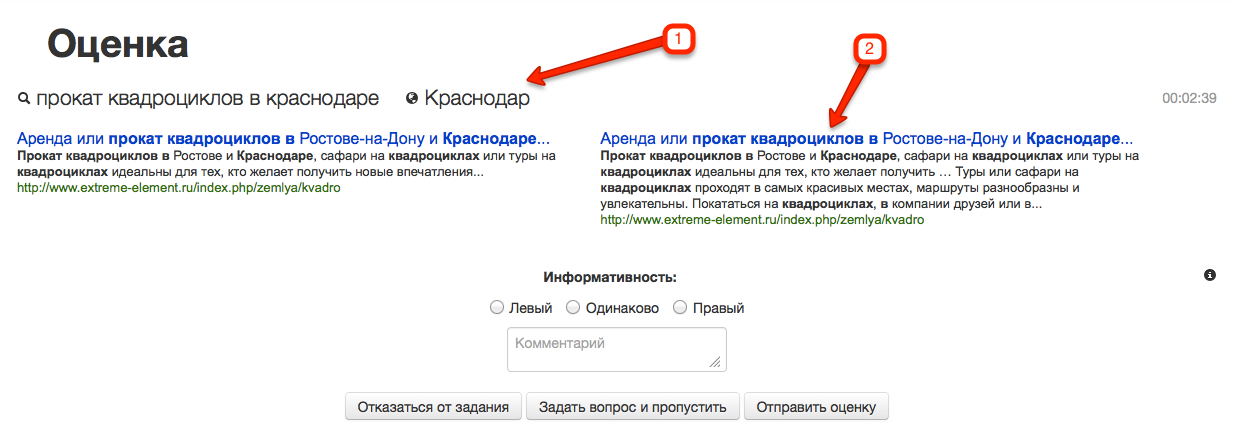 Оценка
1
2
прокат квадроциклов в краснодаре Краснодар 00:02:39
Аренда или прокат квадроциклов в Ростове-на-Дону и Краснодаре...
Прокат квадроциклов в Ростове и Краснодаре, сафари на квадроциклах или туры на
квадроциклах идеальны для тех, кто желает получить новые впечатления...
http://www.extreme-element.ru/index.php/zemlya/kvadro
Аренда или прокат квадроциклов в Ростове-на-Дону и Краснодаре...
Прокат квадроциклов в Ростове и Краснодаре, сафари на квадроциклах или туры на
квадроциклах идеальны для тех, кто желает получить … Туры или сафари на
квадроциклах проходят в самых красивых местах, маршруты разнообразны и
увлекательны. Покататься на квадроциклах, в компании друзей или в...
http://www.extreme-element.ru/index.php/zemlya/kvadro
Информативность:
Левый Одинаково Правый
Комментарий
Отказаться от задания Задать вопрос и пропустить Отправить оценку